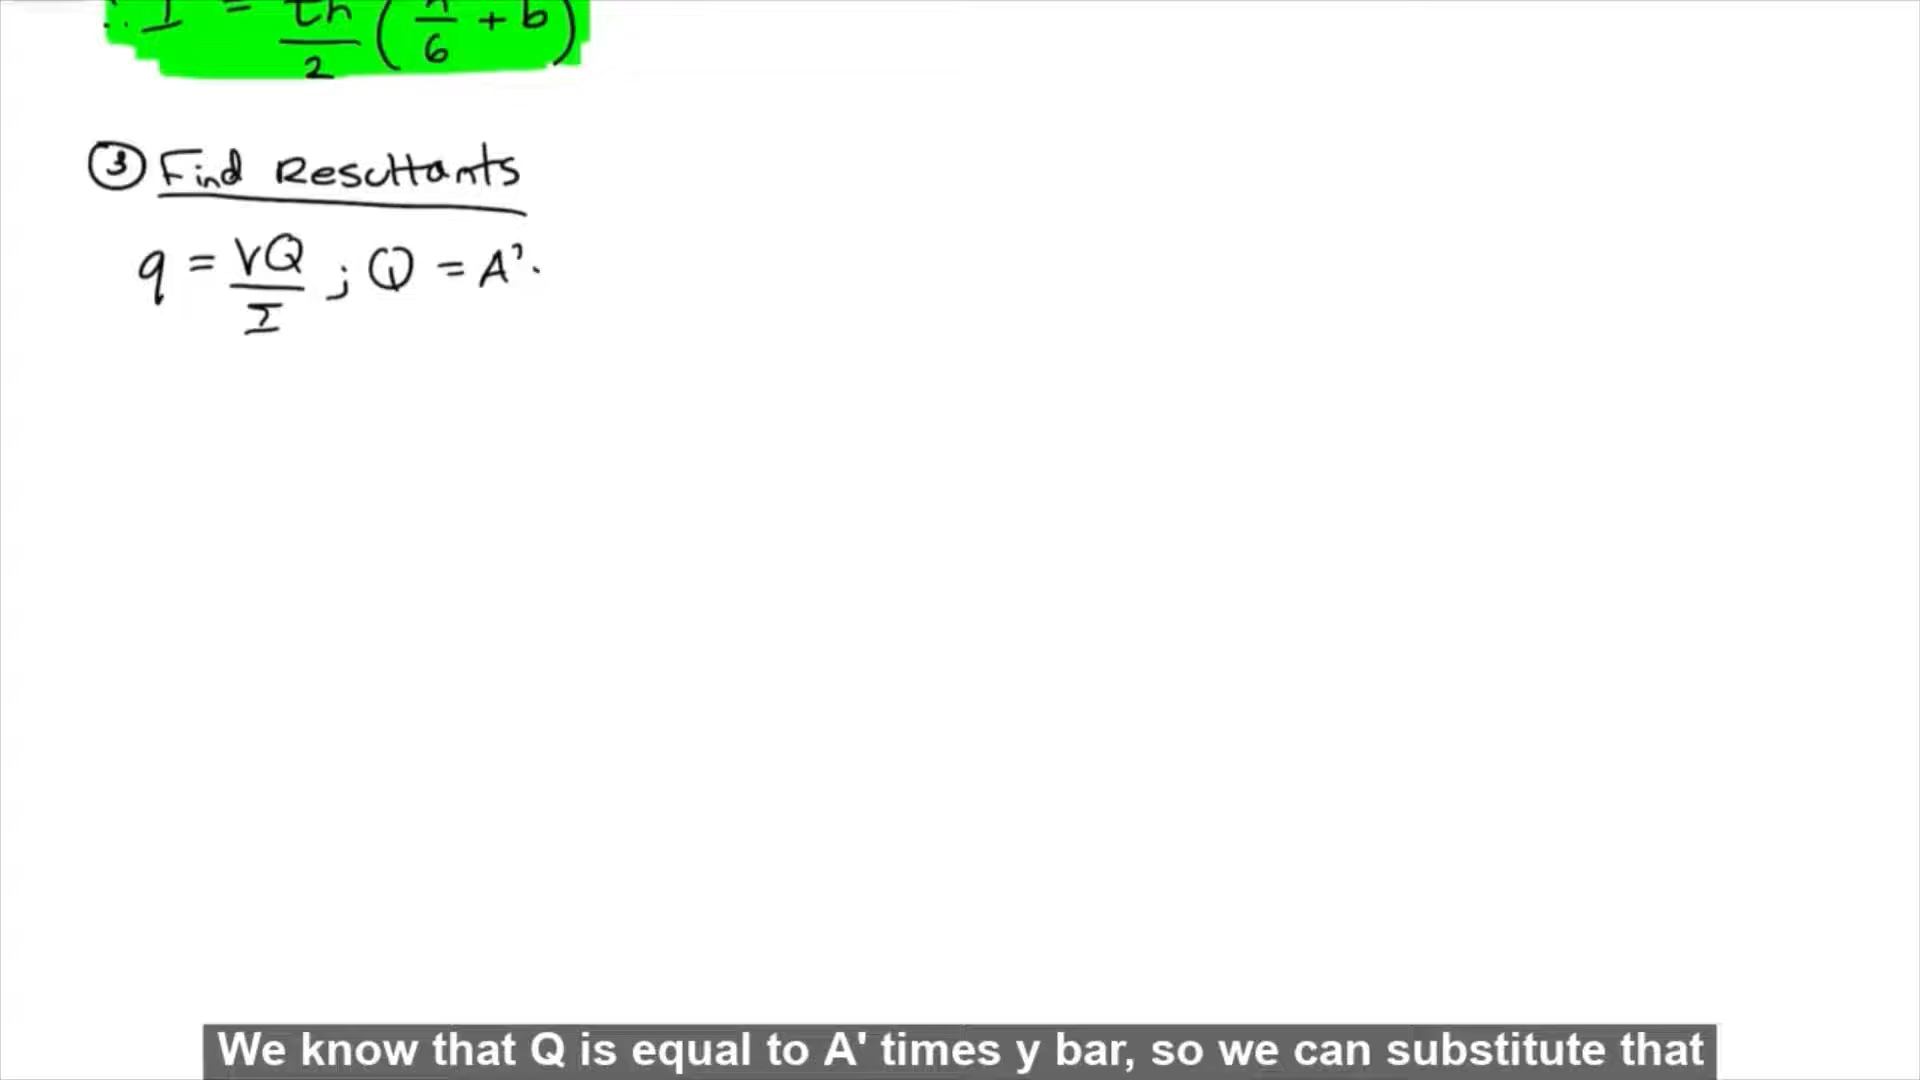 ∴ I = th/2 (h/6 + b)
③ Find Resultants
q = VQ/I ; Q = A'.
We know that Q is equal to A' times y bar, so we can substitute that